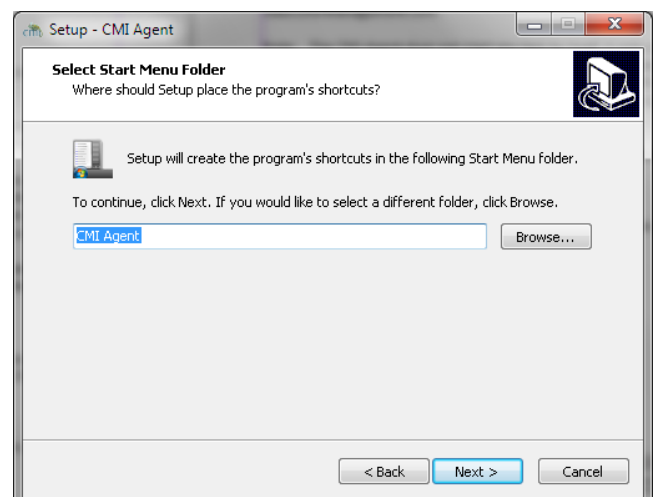 Setup - CMI Agent
Select Start Menu Folder
Where should Setup place the program's shortcuts?
Setup will create the program's shortcuts in the following Start Menu folder.
To continue, click Next. If you would like to select a different folder, click Browse.
CMI Agent
Browse...
< Back
Next >
Cancel